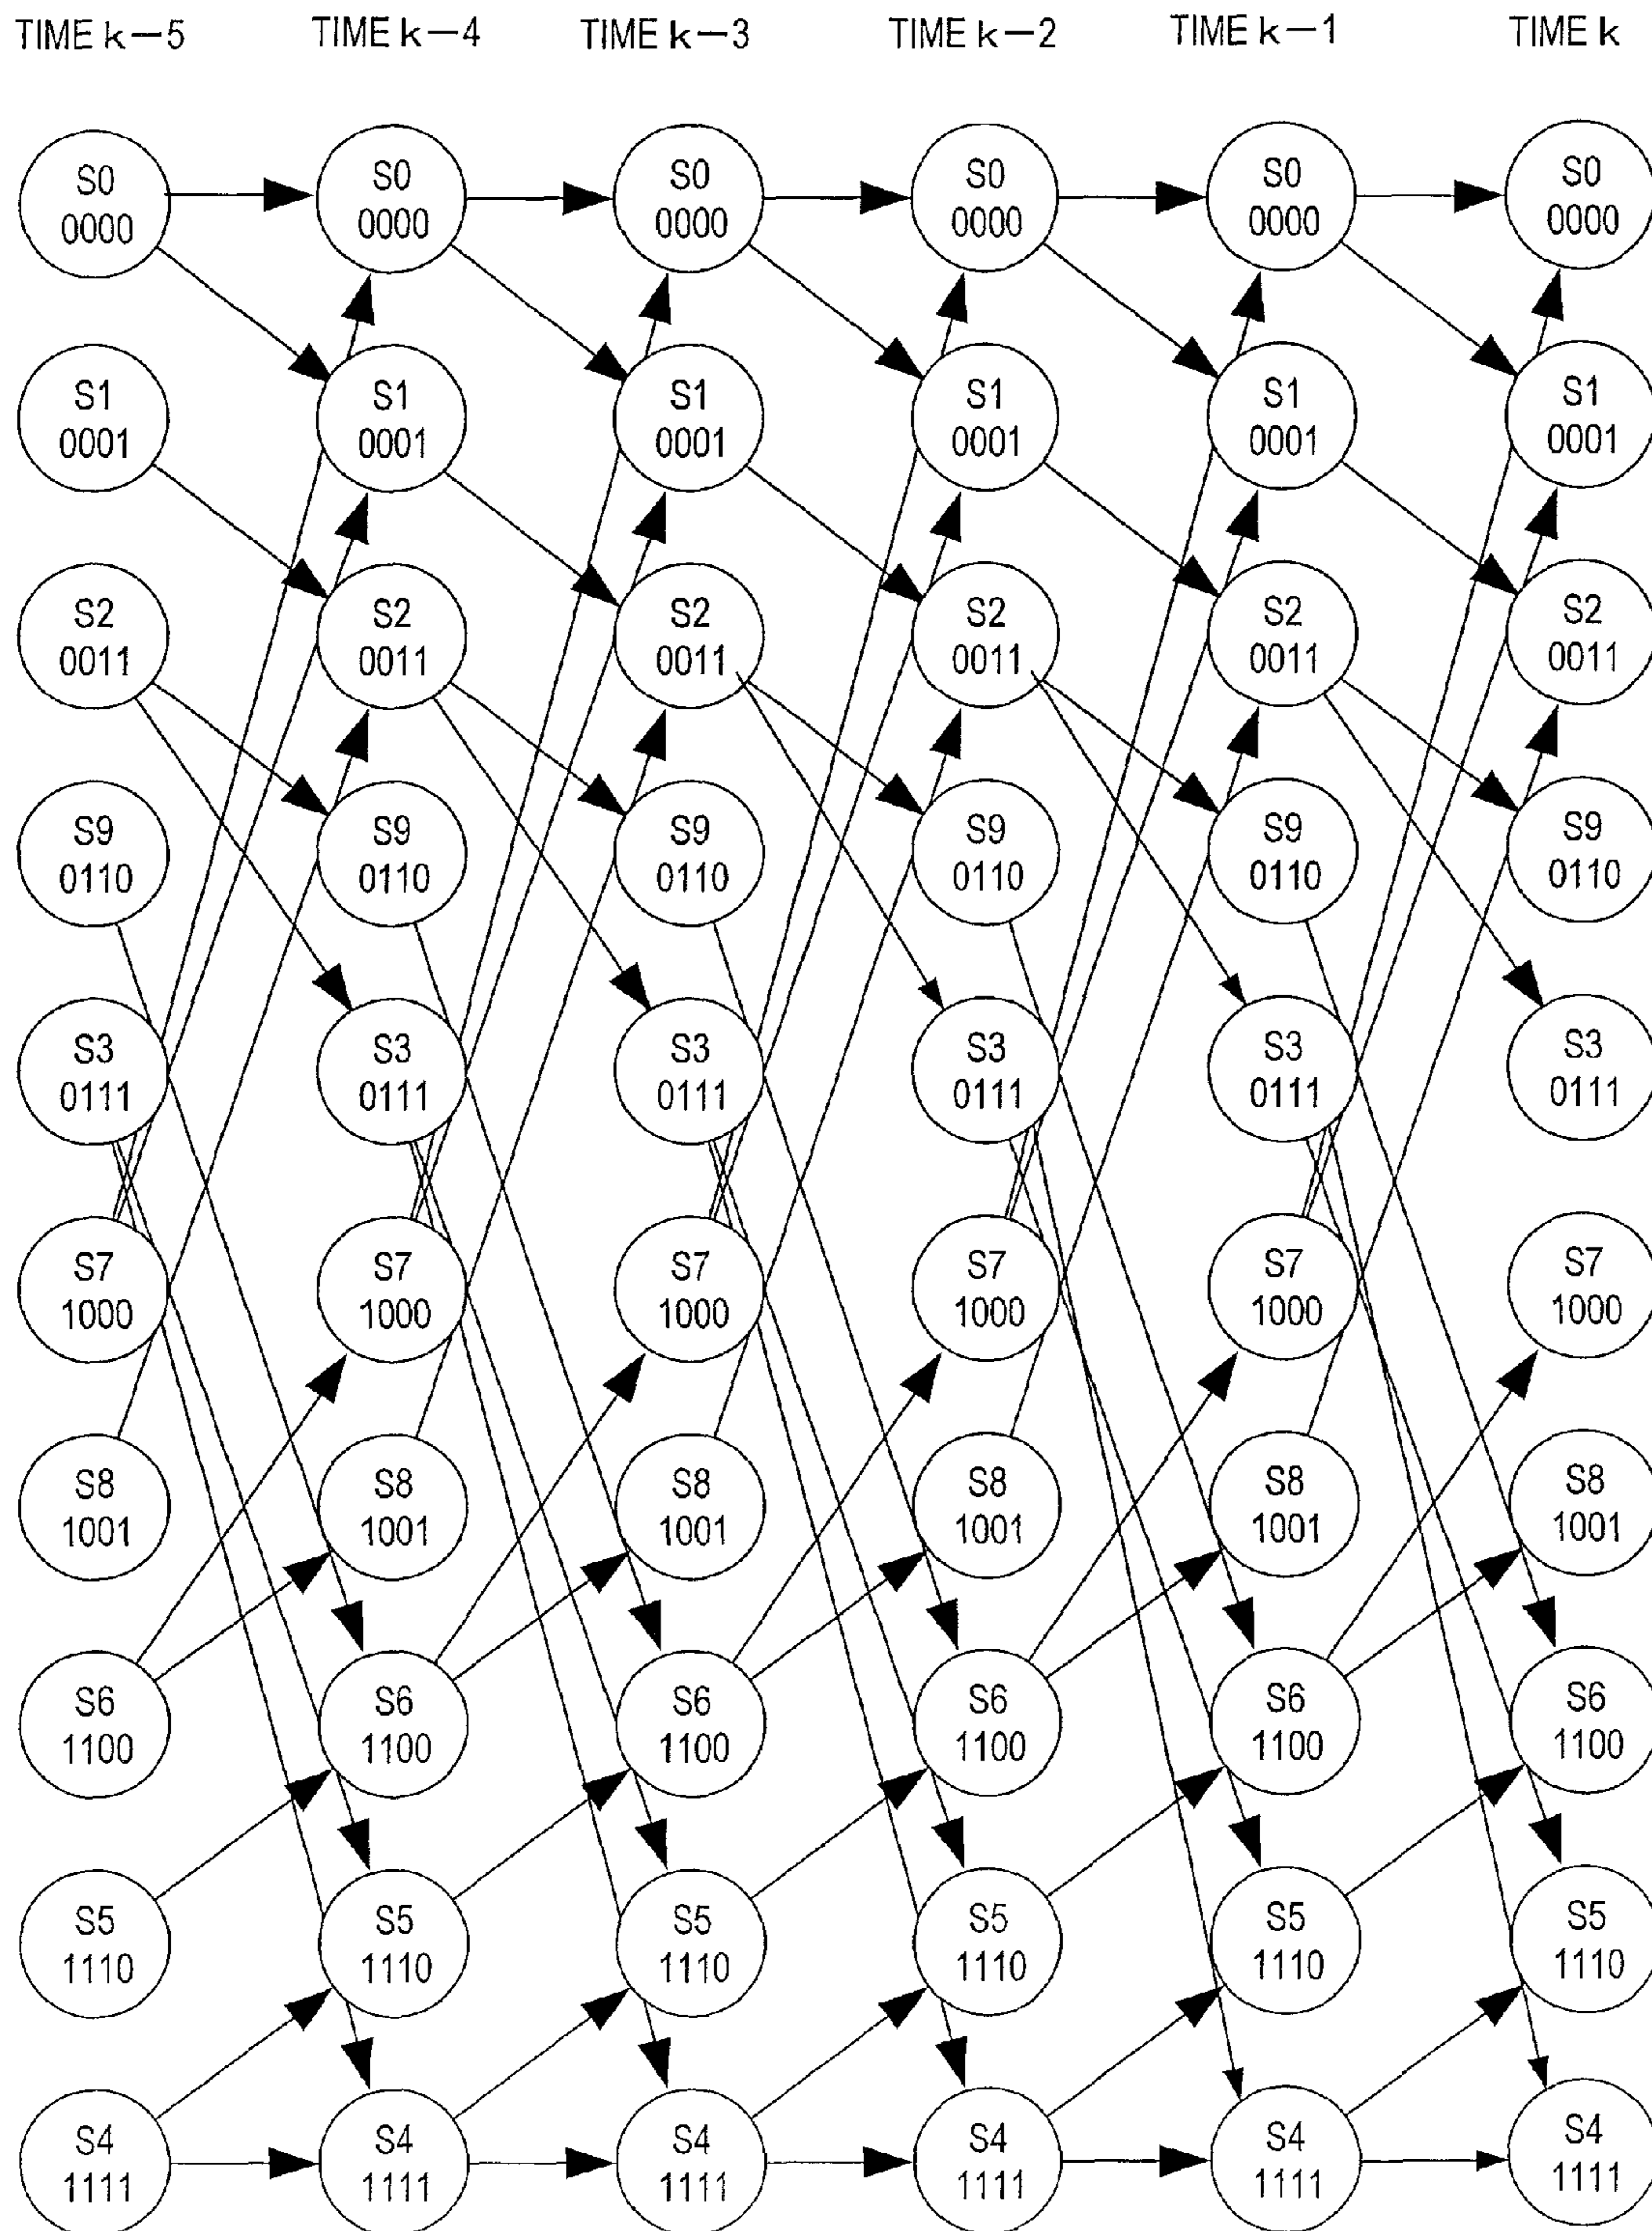 TIME k-5 TIME k-4 TIME k-3 TIME k-2 TIME k-1 TIME k
S0 S0 S0 S0 S0 S0
0000 0000 0000 0000 0000 0000
S1 S1 S1 S1 S1 S1
0001 0001 0001 0001 0001 0001
S2 S2 S2 S2 S2 S2
0011 0011 0011 0011 0011 0011
S9 S9 S9 S9 S9 S9
0110 0110 0110 0110 0110 0110
S3 S3 S3 S3 S3 S3
0111 0111 0111 0111 0111 0111
S7 S7 S7 S7 S7 S7
1000 1000 1000 1000 1000 1000
S8 S8 S8 S8 S8 S8
1001 1001 1001 1001 1001 1001
S6 S6 S6 S6 S6 S6
1100 1100 1100 1100 1100 1100
S5 S5 S5 S5 S5 S5
1110 1110 1110 1110 1110 1110
S4 S4 S4 S4 S4 S4
1111 1111 1111 1111 1111 1111